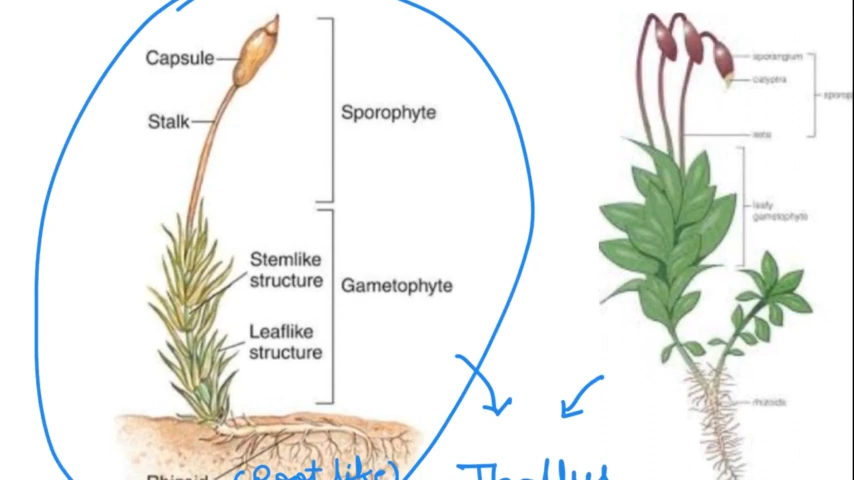 Capsule
Stalk
Sporophyte
Stemlike
structure
Gametophyte
Leaflike
structure
Rhizoid (Root like)
Thallus
sporangium
calyptra
seta
leafy
gametophyte
rhizoids